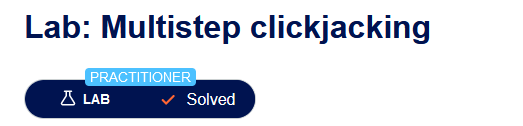 Lab: Multistep clickjacking
PRACTITIONER
LAB Solved